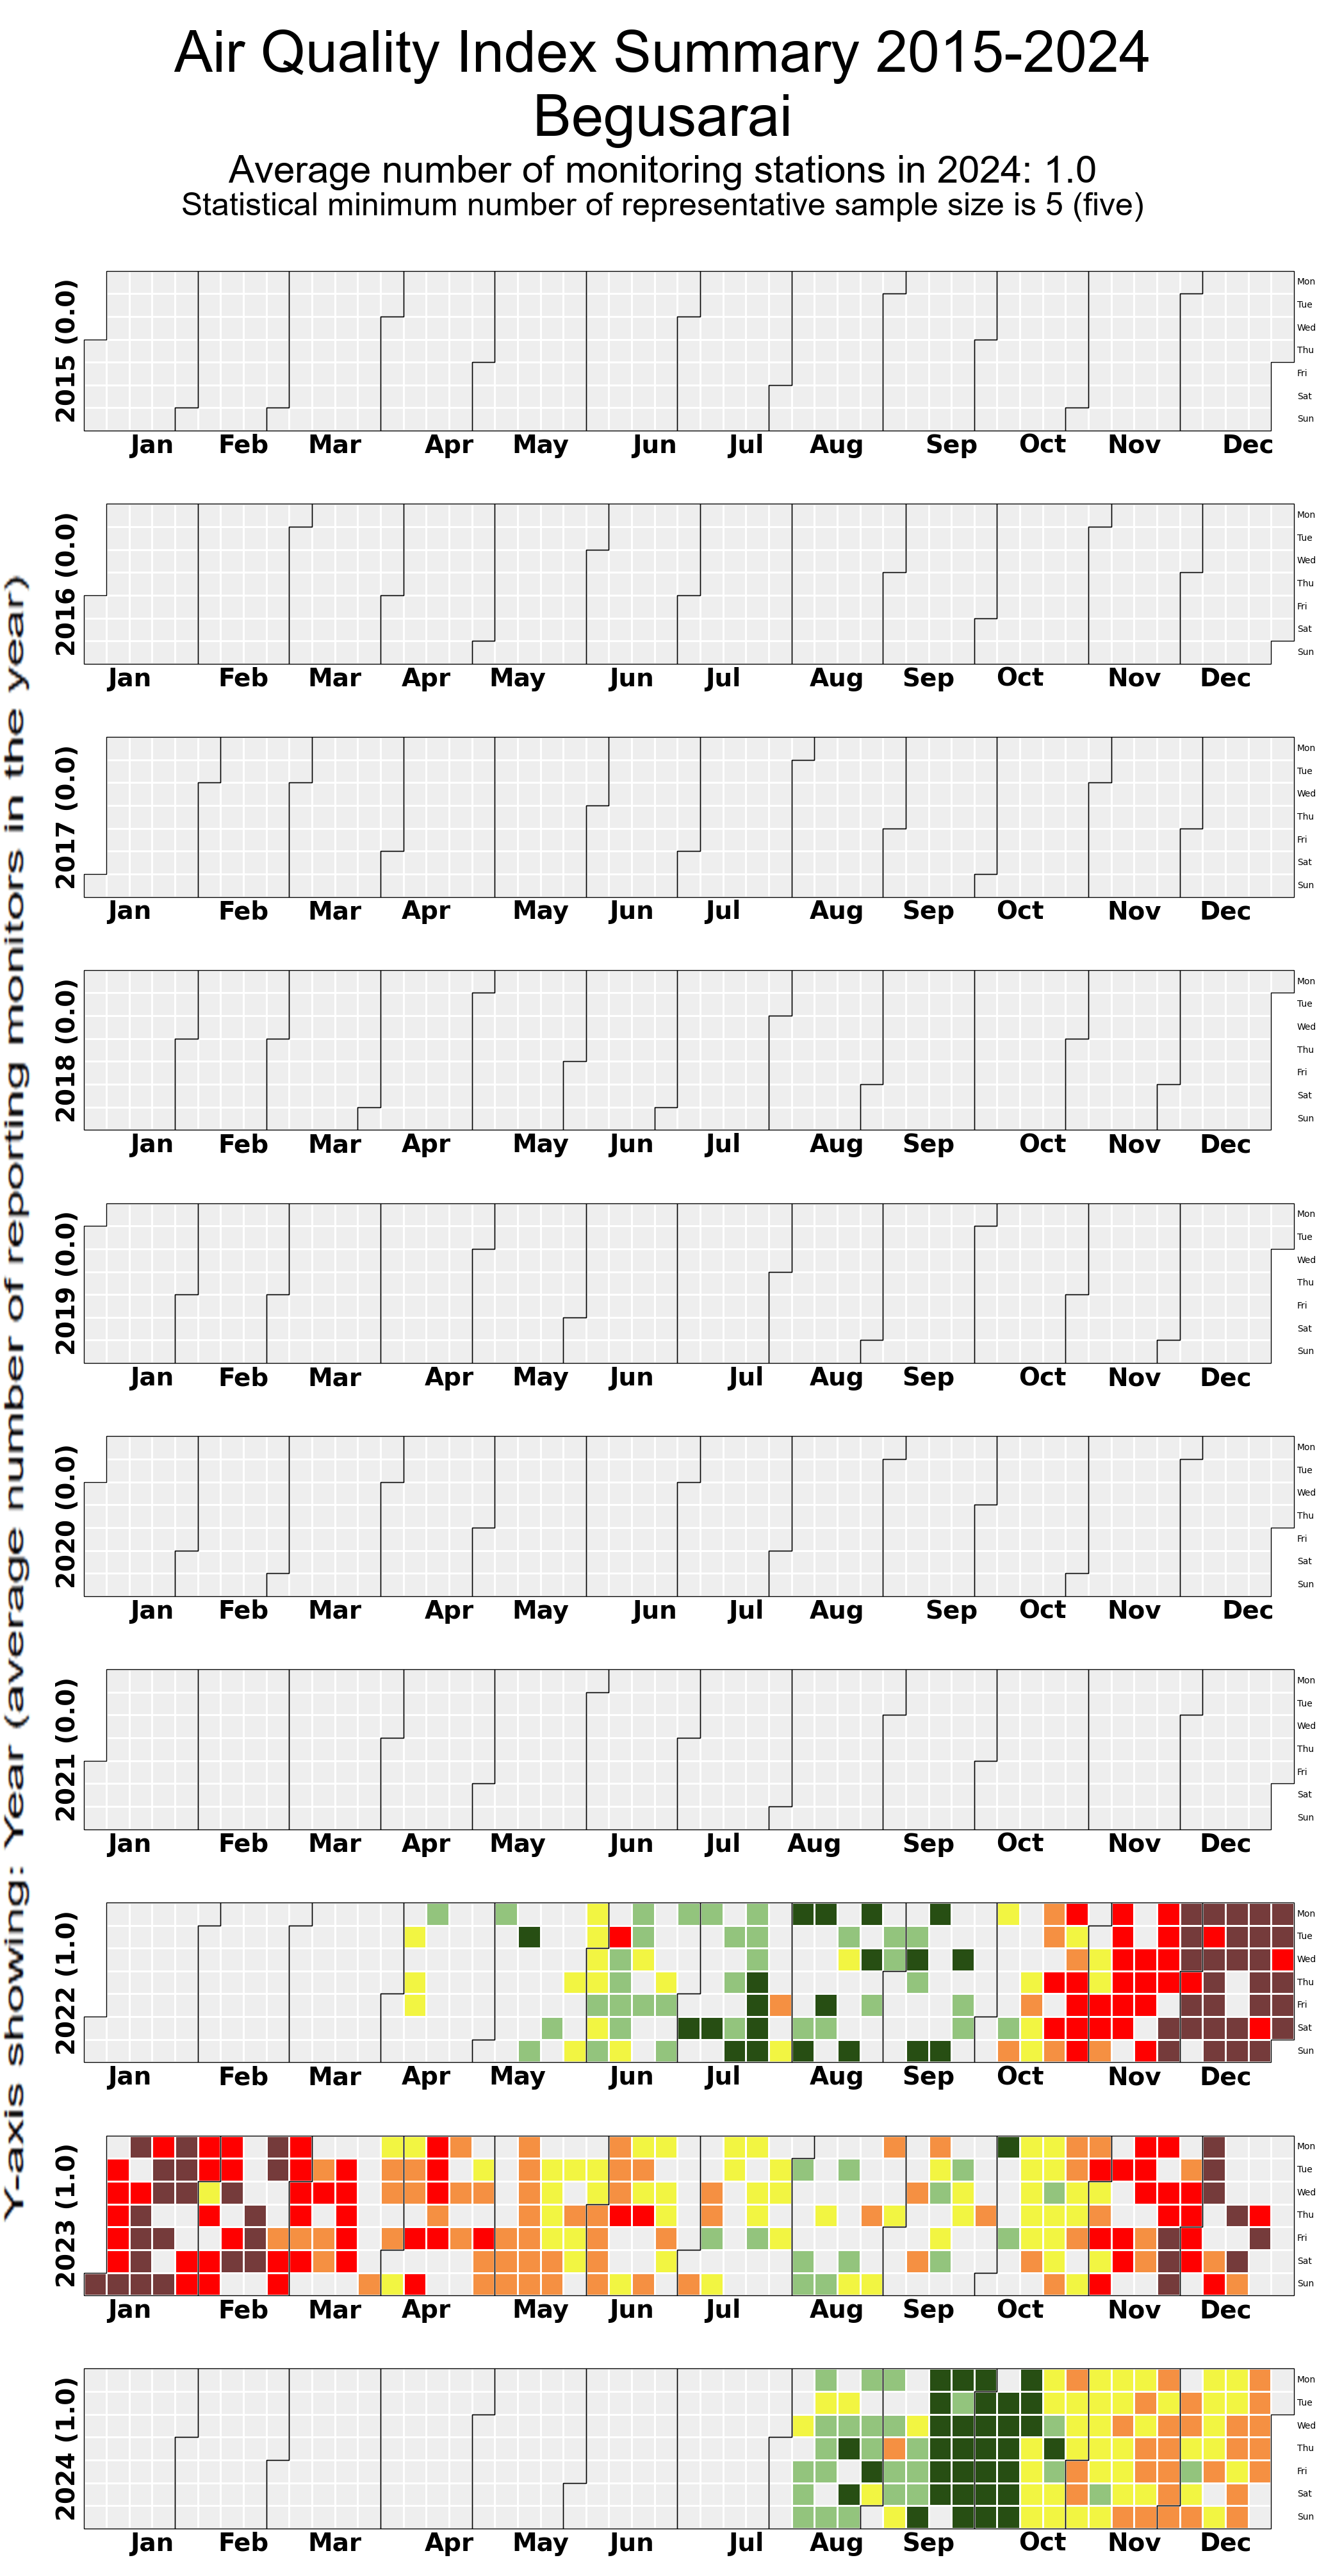 Air Quality Index Summary 2015-2024
Begusarai
Average number of monitoring stations in 2024: 1.0
Statistical minimum number of representative sample size is 5 (five)
Y-axis showing: Year (average number of reporting monitors in the year)
2015 (0.0)
Mon
Tue
Wed
Thu
Fri
Sat
Sun
Jan Feb Mar Apr May Jun Jul Aug Sep Oct Nov Dec
2016 (0.0)
Mon
Tue
Wed
Thu
Fri
Sat
Sun
Jan Feb Mar Apr May Jun Jul Aug Sep Oct Nov Dec
2017 (0.0)
Mon
Tue
Wed
Thu
Fri
Sat
Sun
Jan Feb Mar Apr May Jun Jul Aug Sep Oct Nov Dec
2018 (0.0)
Mon
Tue
Wed
Thu
Fri
Sat
Sun
Jan Feb Mar Apr May Jun Jul Aug Sep Oct Nov Dec
2019 (0.0)
Mon
Tue
Wed
Thu
Fri
Sat
Sun
Jan Feb Mar Apr May Jun Jul Aug Sep Oct Nov Dec
2020 (0.0)
Mon
Tue
Wed
Thu
Fri
Sat
Sun
Jan Feb Mar Apr May Jun Jul Aug Sep Oct Nov Dec
2021 (0.0)
Mon
Tue
Wed
Thu
Fri
Sat
Sun
Jan Feb Mar Apr May Jun Jul Aug Sep Oct Nov Dec
2022 (1.0)
Mon
Tue
Wed
Thu
Fri
Sat
Sun
Jan Feb Mar Apr May Jun Jul Aug Sep Oct Nov Dec
2023 (1.0)
Mon
Tue
Wed
Thu
Fri
Sat
Sun
Jan Feb Mar Apr May Jun Jul Aug Sep Oct Nov Dec
2024 (1.0)
Mon
Tue
Wed
Thu
Fri
Sat
Sun
Jan Feb Mar Apr May Jun Jul Aug Sep Oct Nov Dec